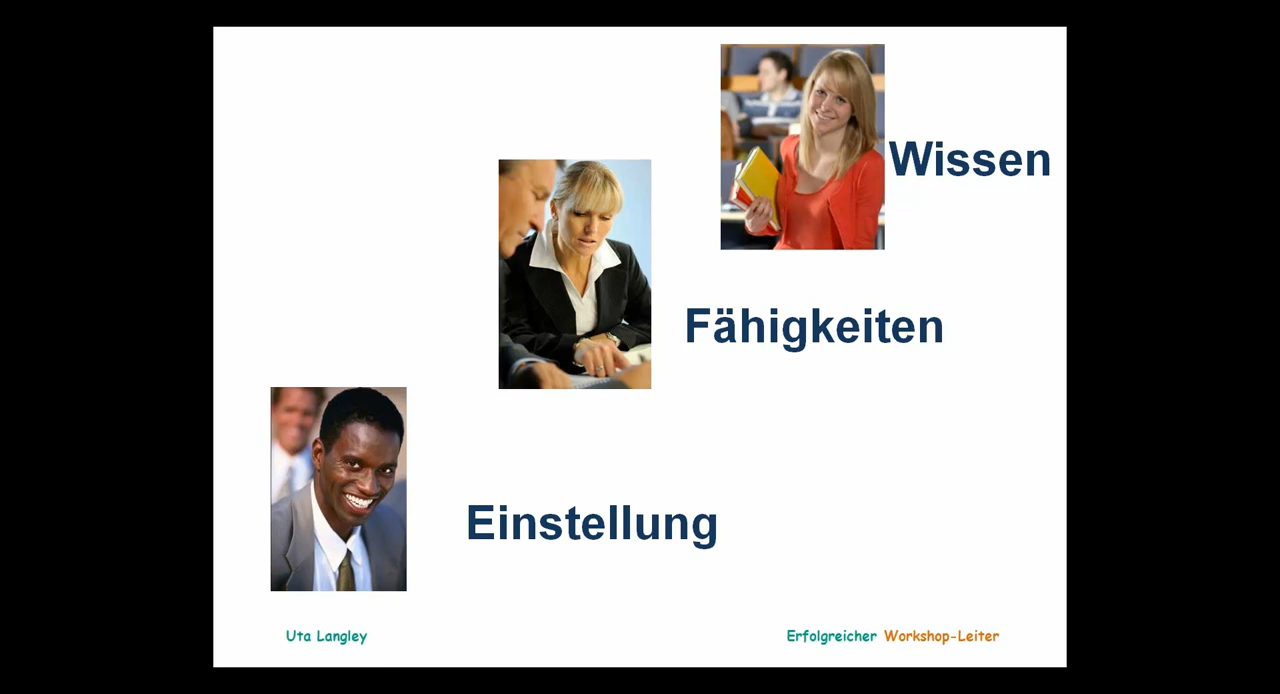 Wissen
Fähigkeiten
Einstellung
Uta Langley
Erfolgreicher Workshop-Leiter